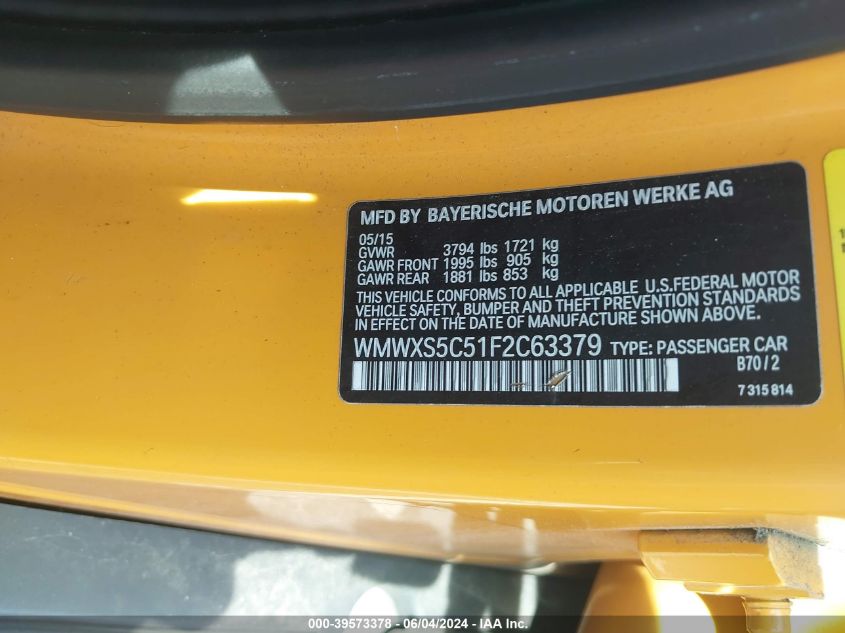 MFD BY BAYERISCHE MOTOREN WERKE AG
05/15
GVWR 3794 lbs 1721 kg
GAWR FRONT 1995 lbs 905 kg
GAWR REAR 1881 lbs 853 kg
THIS VEHICLE CONFORMS TO ALL APPLICABLE U.S.FEDERAL MOTOR
VEHICLE SAFETY, BUMPER AND THEFT PREVENTION STANDARDS
IN EFFECT ON THE DATE OF MANUFACTURE SHOWN ABOVE.
WMWXS5C51F2C63379 TYPE: PASSENGER CAR
B70/2
7 315 814
000-39573378 | 06/04/2024 | IAA Inc.